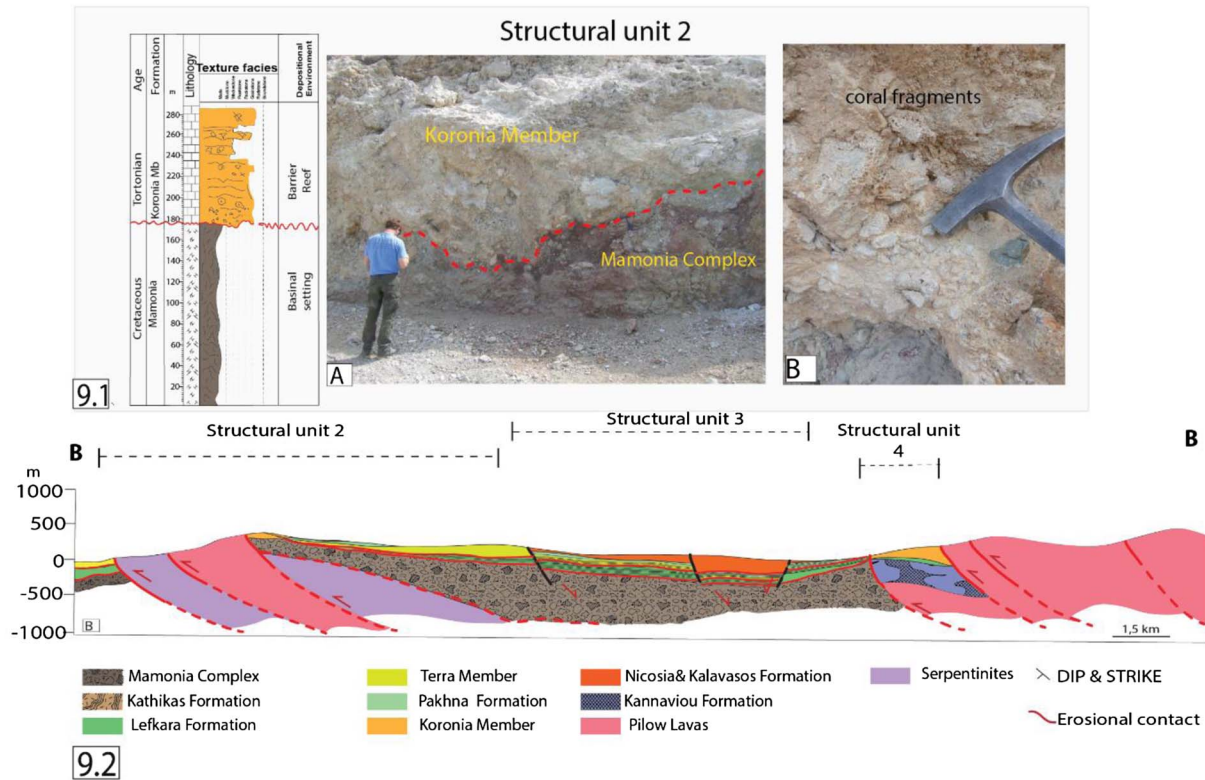 Structural unit 2
Age
Formation
Lithology
m
Texture facies
Depositional
Environment
280
260
240
220
200
180
160
140
120
100
80
60
40
20
Tortonian
Koronia Mb
Barrier
Reef
Cretaceous
Mamonia
Basinal
setting
9.1
Koronia Member
Mamonia Complex
A
coral fragments
B
Structural unit 2
Structural unit 3
Structural unit
4
B
B
m
1000
500
0
-500
-1000
B
1,5 km
Mamonia Complex
Kathikas Formation
Lefkara Formation
Terra Member
Pakhna Formation
Koronia Member
Nicosia& Kalavasos Formation
Kannaviou Formation
Pilow Lavas
Serpentinites
DIP & STRIKE
Erosional contact
9.2